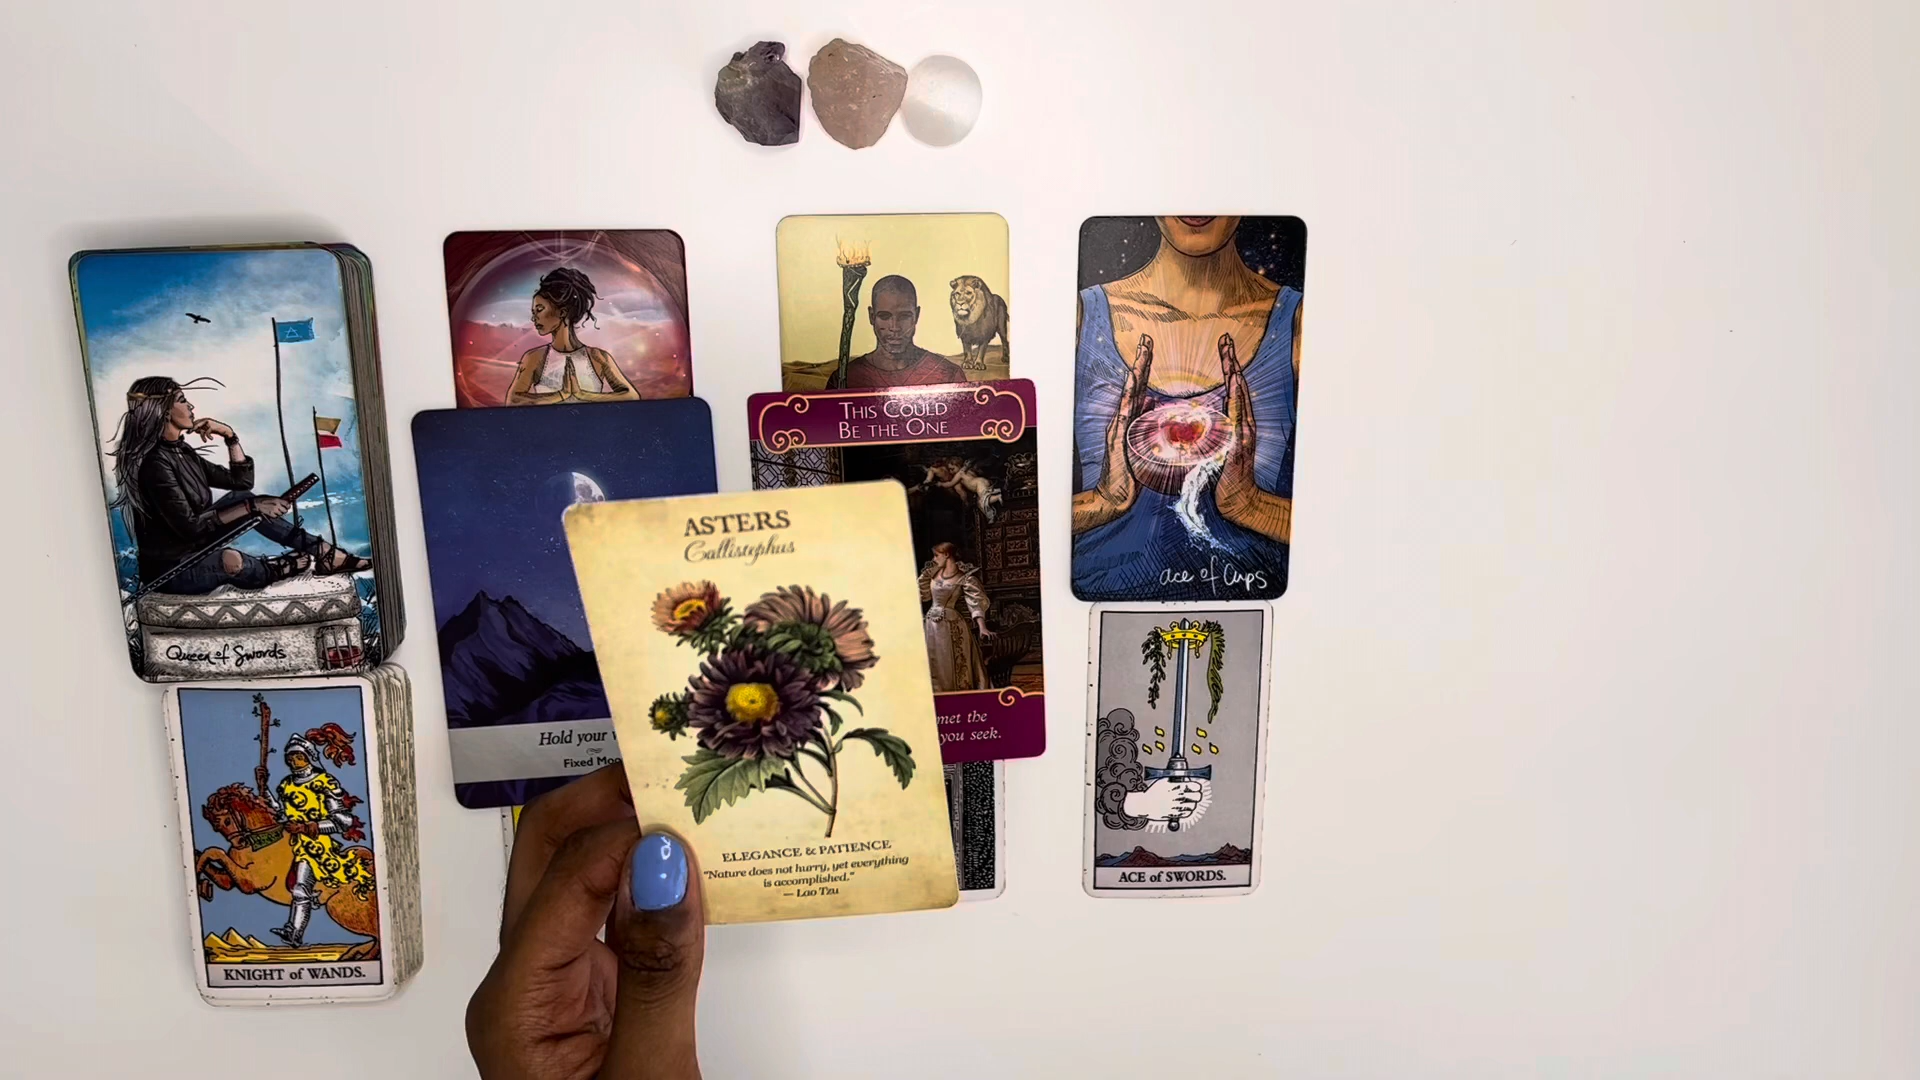 Queen of Swords
KNIGHT of WANDS.
Hold your
Fixed
THIS COULD
BE THE ONE
met the
you seek.
ASTERS
Callistephus
ELEGANCE & PATIENCE
"Nature does not hurry, yet everything
is accomplished."
— Lao Tzu
ace of Cups
ACE of SWORDS.